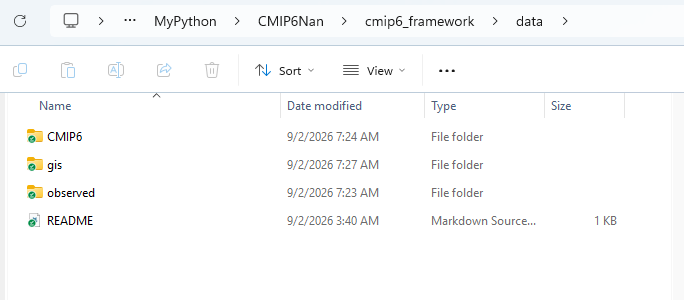 MyPython > CMIP6Nan > cmip6_framework > data >
Sort View
Name Date modified Type Size
CMIP6 9/2/2026 7:24 AM File folder
gis 9/2/2026 7:27 AM File folder
observed 9/2/2026 7:23 AM File folder
README 9/2/2026 3:40 AM Markdown Source... 1 KB